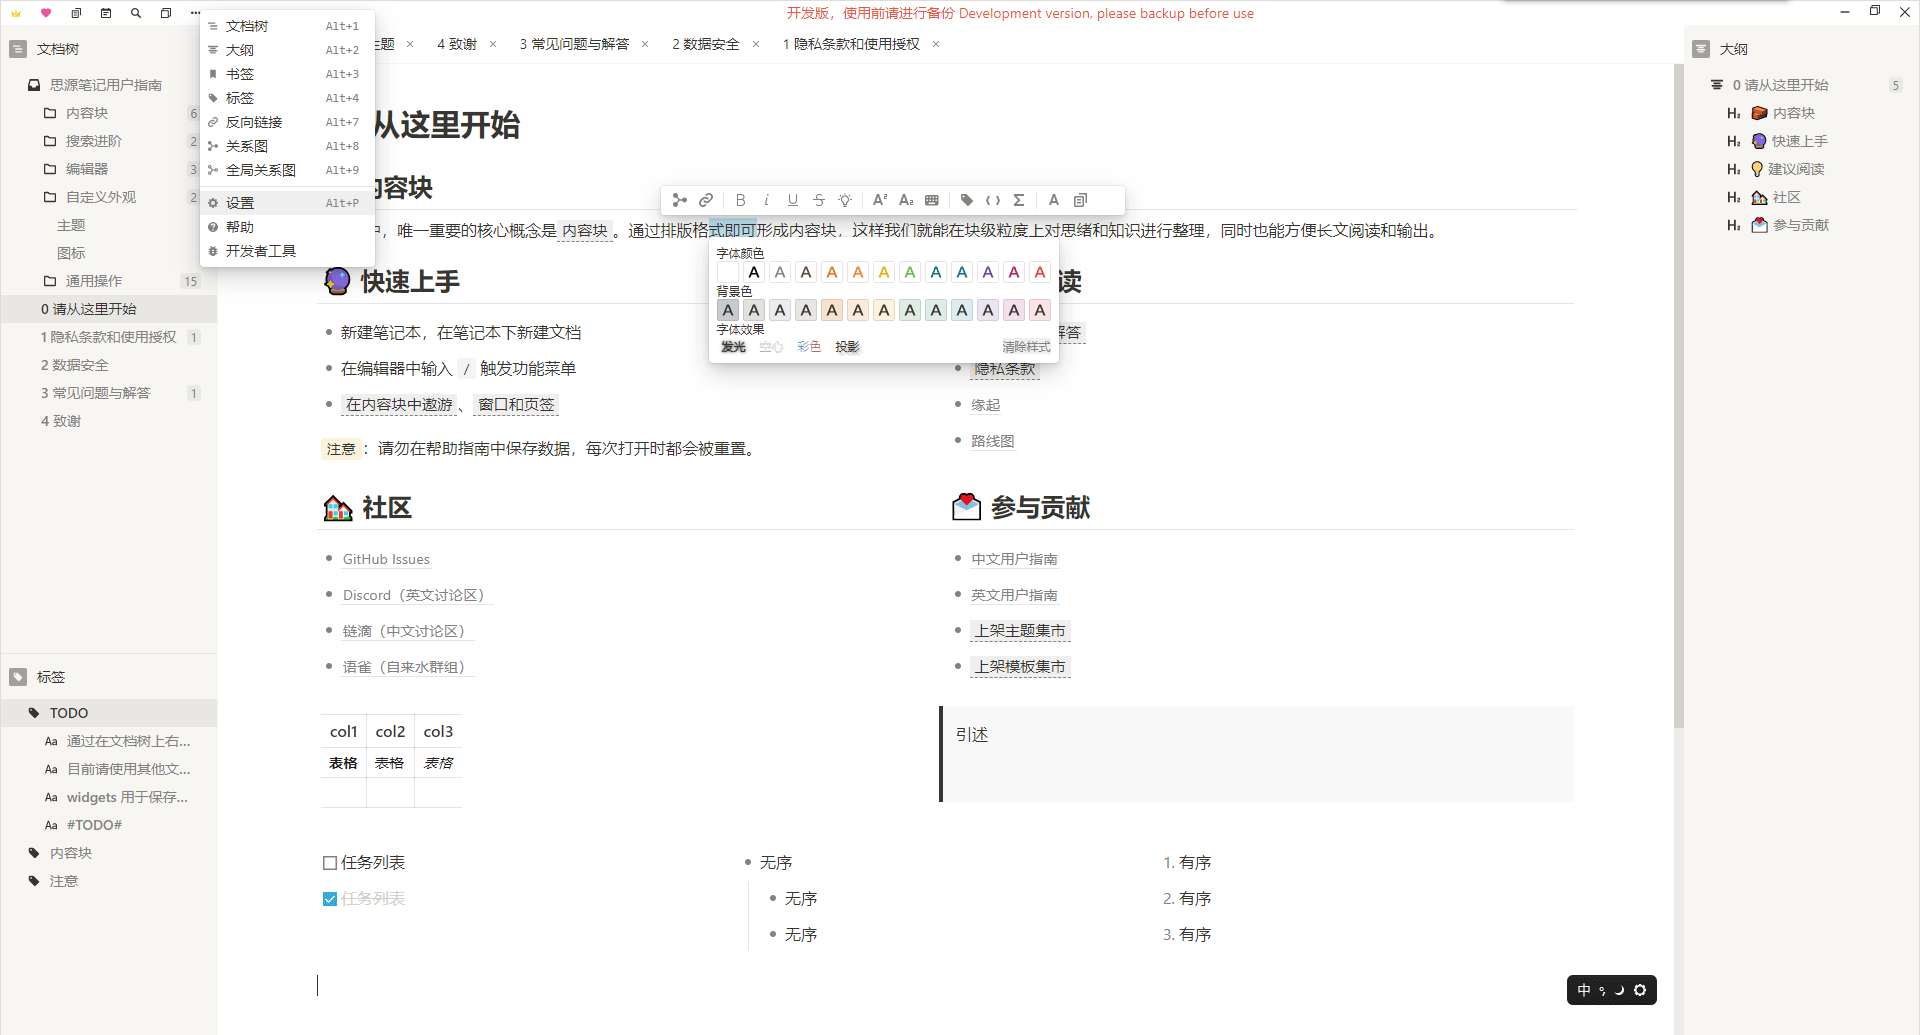 开发版，使用前请进行备份 Development version, please backup before use
文档树
思源笔记用户指南
内容块 6
搜索进阶 2
编辑器 3
自定义外观 2
主题
图标
通用操作 15
0 请从这里开始
1 隐私条款和使用授权 1
2 数据安全
3 常见问题与解答 1
4 致谢
标签
TODO
Aa 通过在文档树上右...
Aa 目前请使用其他文...
Aa widgets 用于保存...
Aa #TODO#
内容块
注意
文档树 Alt+1
大纲 Alt+2
书签 Alt+3
标签 Alt+4
反向链接 Alt+7
关系图 Alt+8
全局关系图 Alt+9
设置 Alt+P
帮助
开发者工具
主题 ×
4 致谢 ×
3 常见问题与解答 ×
2 数据安全 ×
1 隐私条款和使用授权 ×
从这里开始
内容块
中，唯一重要的核心概念是 内容块 。通过排版格式即可形成内容块，这样我们就能在块级粒度上对思绪和知识进行整理，同时也能方便长文阅读和输出。
B i U S A² A₂ Σ A
字体颜色
A A A A A A A A A A A A
背景色
A A A A A A A A A A A A A
字体效果
发光 空心 彩色 投影 清除样式
快速上手
新建笔记本，在笔记本下新建文档
在编辑器中输入 / 触发功能菜单
在内容块中遨游 、 窗口和页签
注意 ：请勿在帮助指南中保存数据，每次打开时都会被重置。
读
解答
隐私条款
缘起
路线图
社区
GitHub Issues
Discord（英文讨论区）
链滴（中文讨论区）
语雀（自来水群组）
参与贡献
中文用户指南
英文用户指南
上架主题集市
上架模板集市
col1 col2 col3
表格 表格 表格
引述
任务列表
任务列表
无序
无序
无序
1. 有序
2. 有序
3. 有序
中
大纲
0 请从这里开始 5
H₂ 内容块
H₂ 快速上手
H₂ 建议阅读
H₂ 社区
H₂ 参与贡献